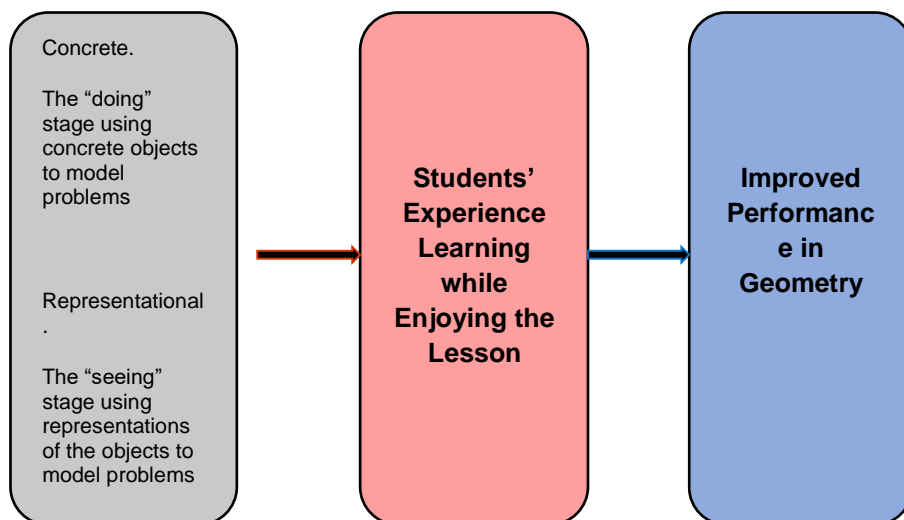 Concrete.
The “doing”
stage using
concrete objects
to model
problems
Representational
.
The “seeing”
stage using
representations
of the objects to
model problems
Students’
Experience
Learning
while
Enjoying the
Lesson
Improved
Performanc
e in
Geometry